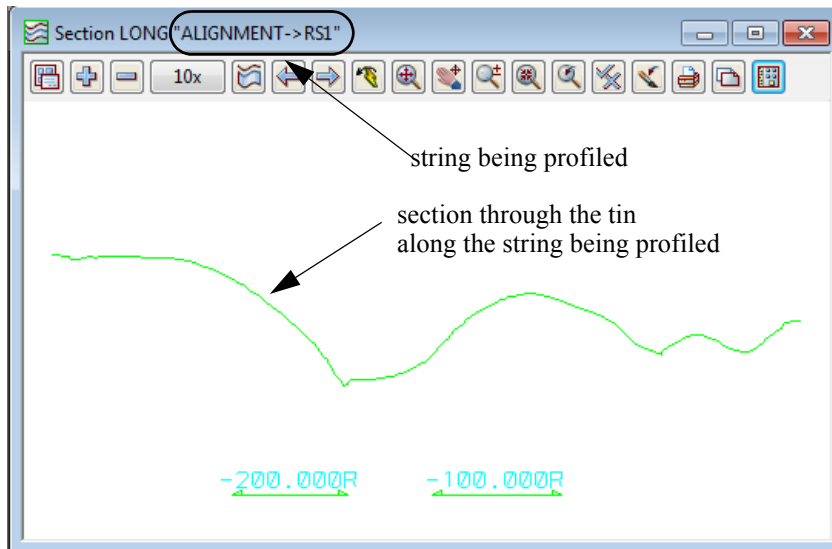 Section LONG "ALIGNMENT->RS1"
10x
string being profiled
section through the tin
along the string being profiled
-200.000R -100.000R